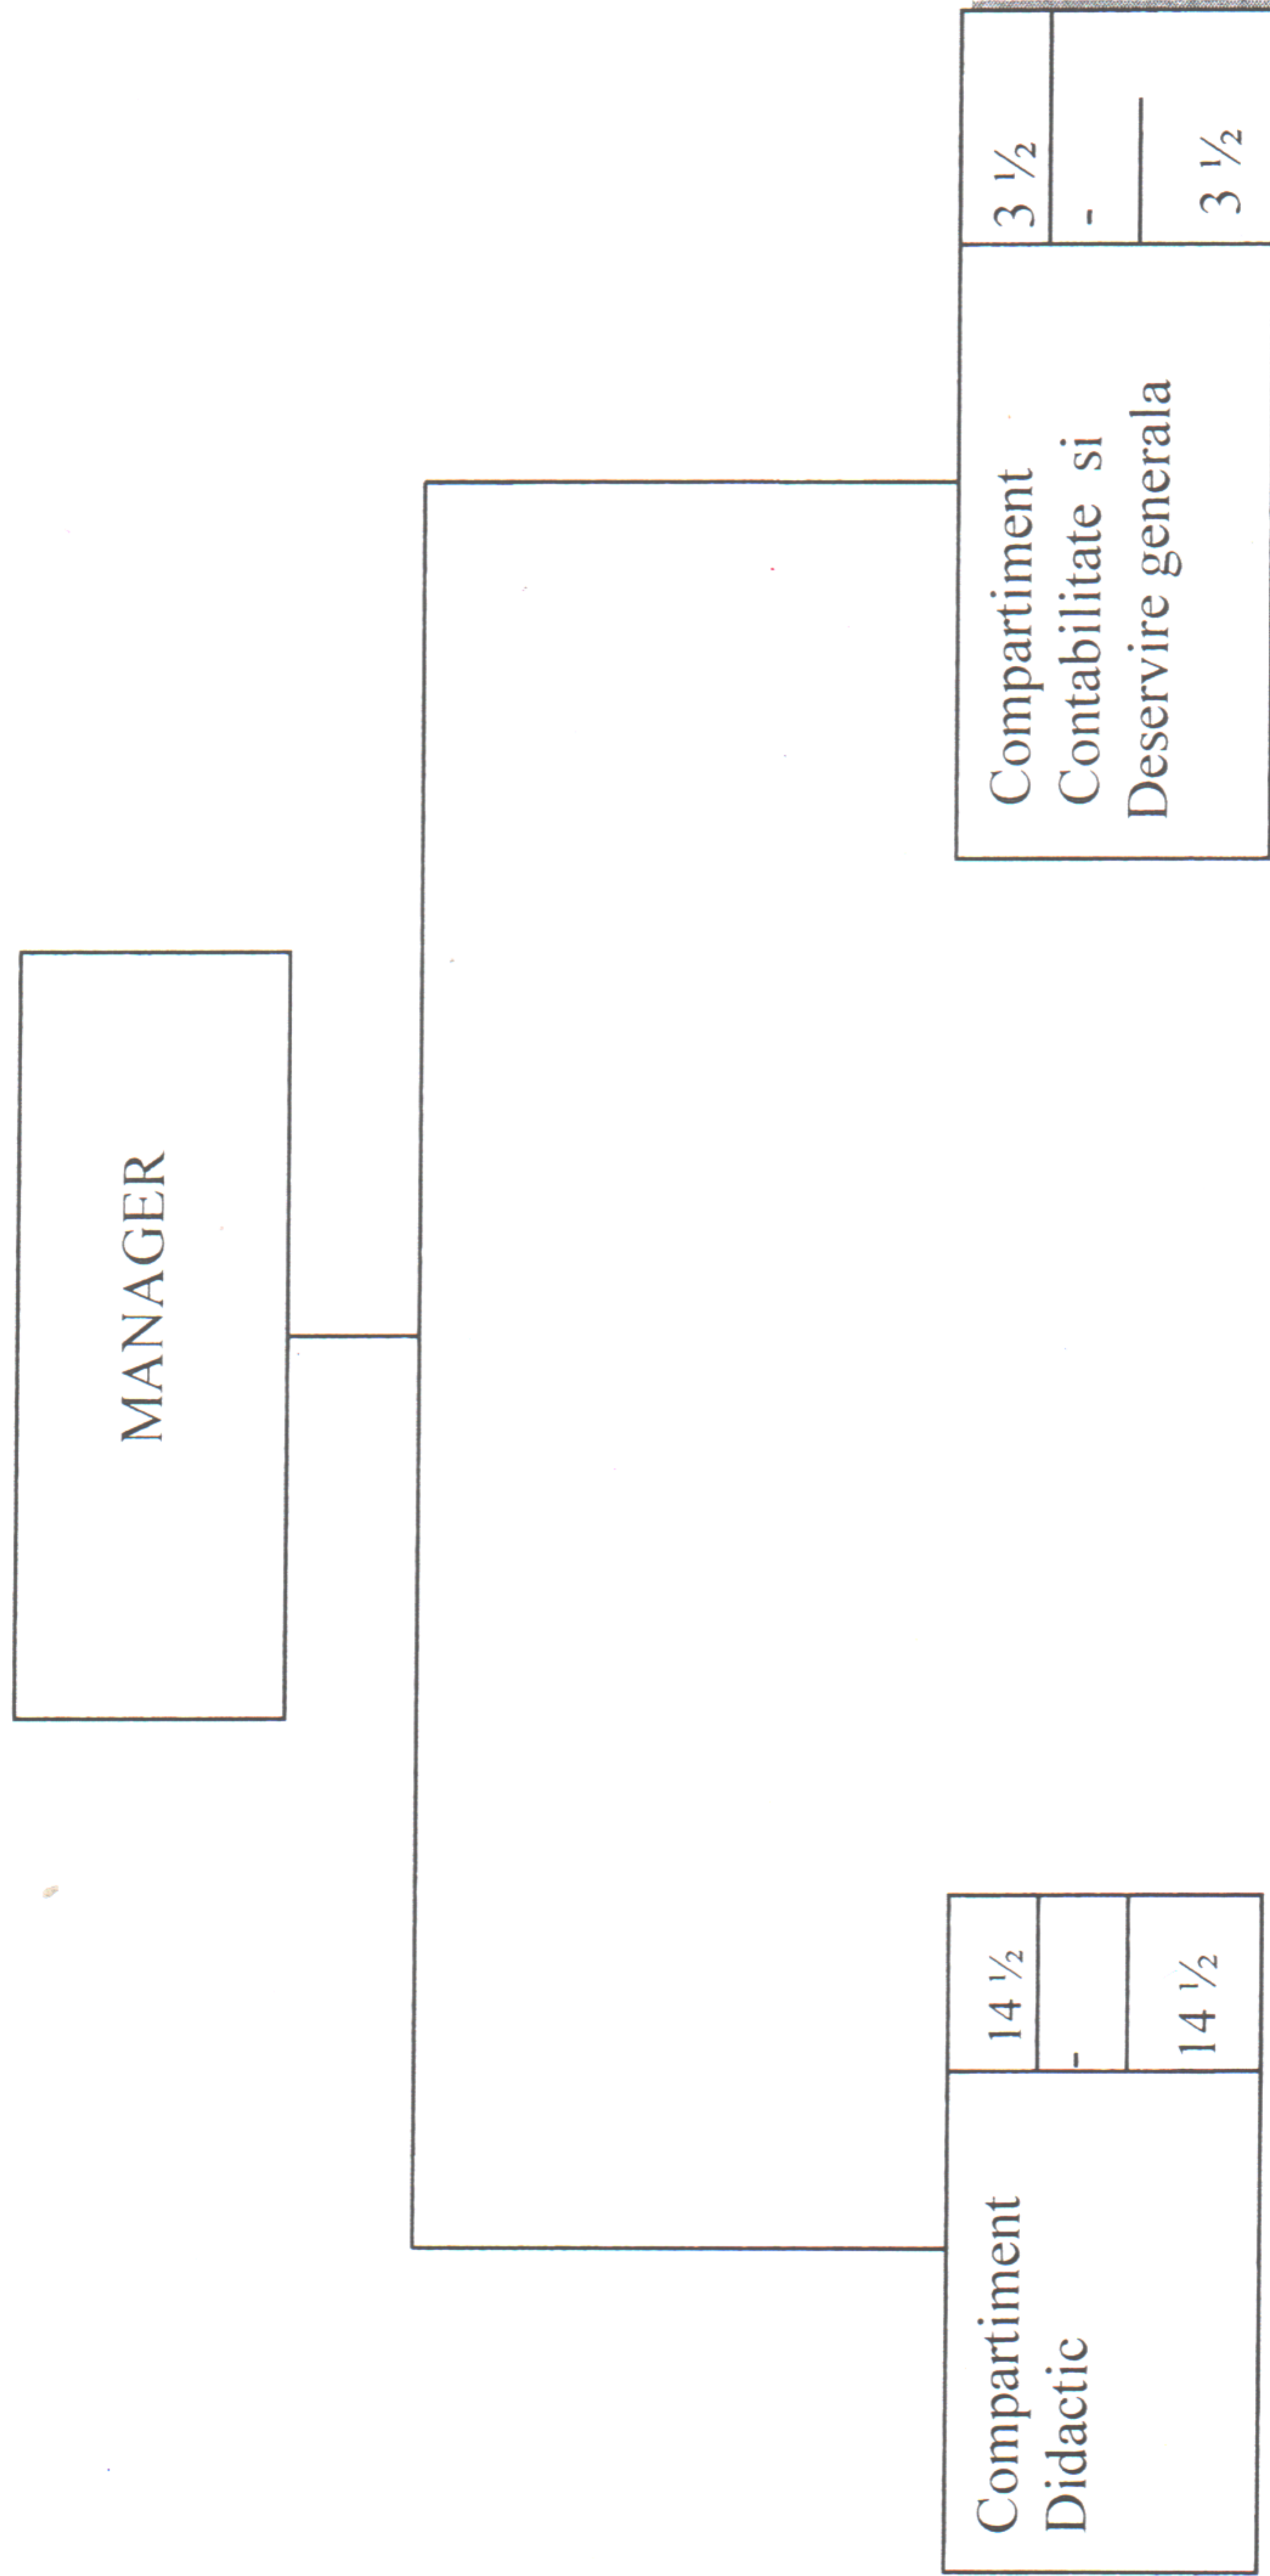 MANAGER
Compartiment
Didactic
14 ½
-
14 ½
Compartiment
Contabilitate si
Deservire generala
3 ½
-
3 ½